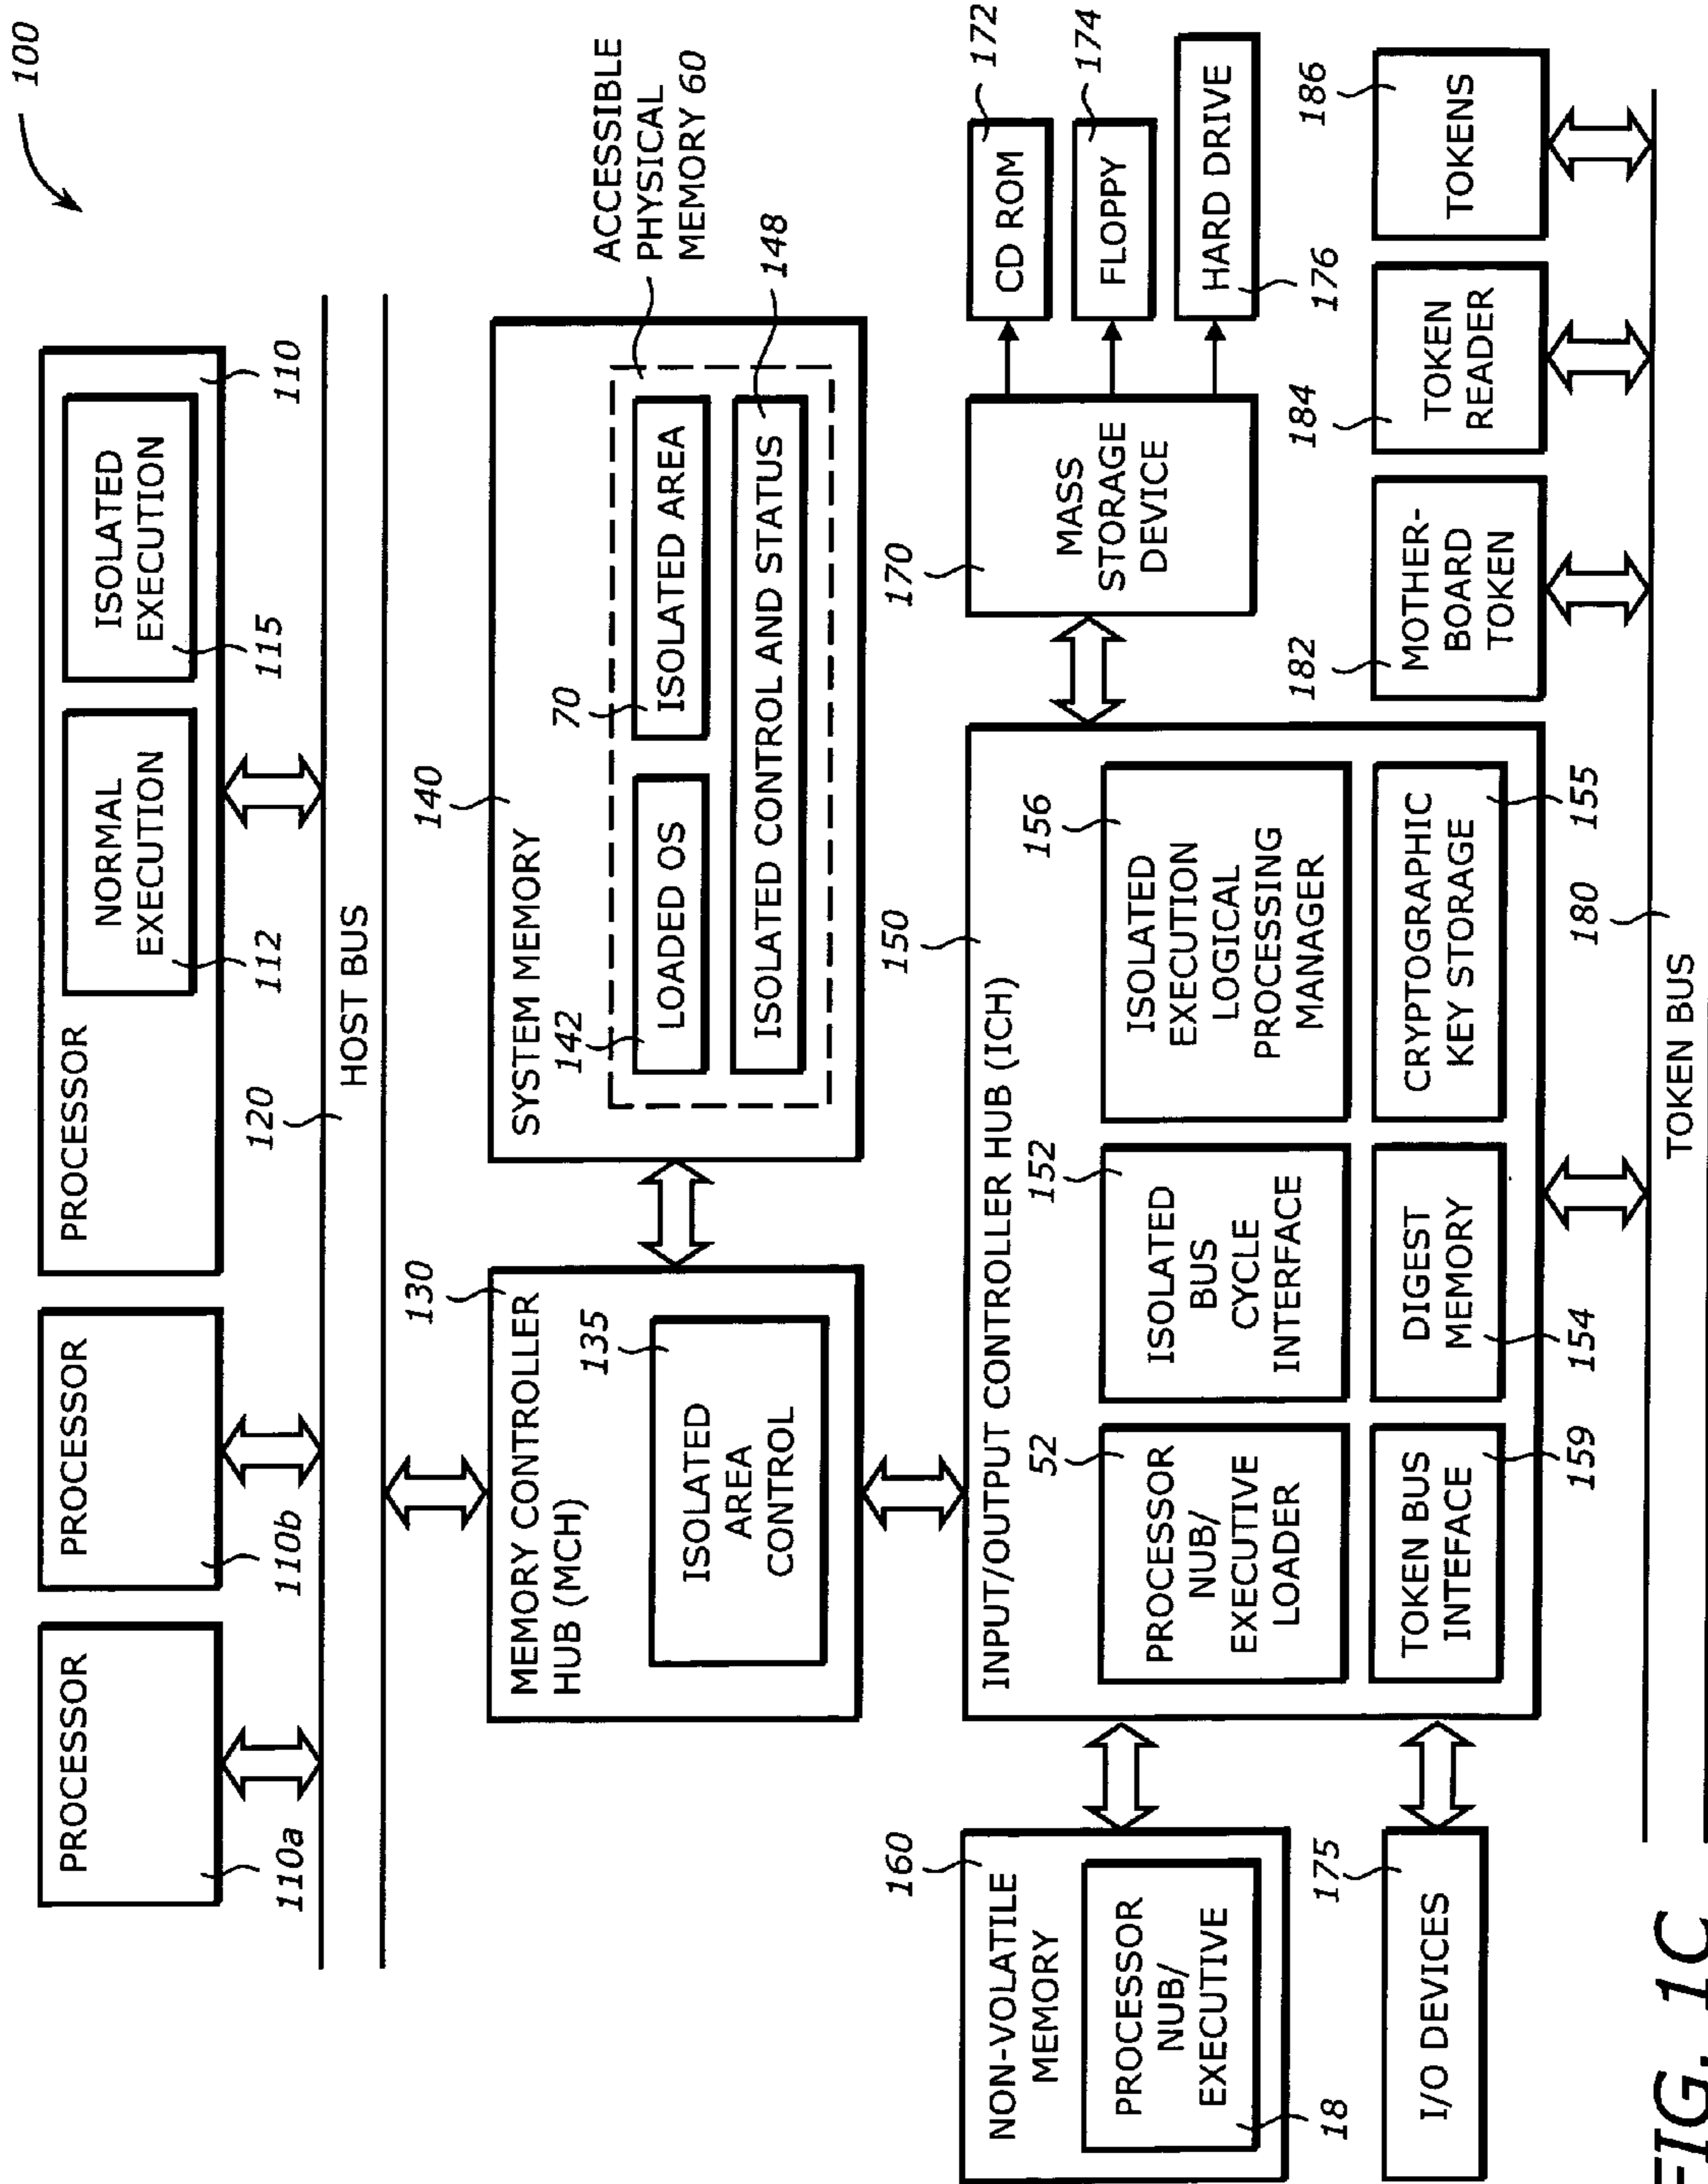 100
PROCESSOR
110a
PROCESSOR
110b
PROCESSOR
NORMAL
EXECUTION
112
ISOLATED
EXECUTION
115
110
120
HOST BUS
130
MEMORY CONTROLLER
HUB (MCH)
135
ISOLATED
AREA
CONTROL
140
SYSTEM MEMORY
142
LOADED OS
70
ISOLATED AREA
ISOLATED CONTROL AND STATUS
148
ACCESSIBLE
PHYSICAL
MEMORY 60
150
INPUT/OUTPUT CONTROLLER HUB (ICH)
52
PROCESSOR
NUB/
EXECUTIVE
LOADER
152
ISOLATED
BUS
CYCLE
INTERFACE
156
ISOLATED
EXECUTION
LOGICAL
PROCESSING
MANAGER
TOKEN BUS
INTEFACE
159
DIGEST
MEMORY
154
CRYPTOGRAPHIC
KEY STORAGE
155
160
NON-VOLATILE
MEMORY
PROCESSOR
NUB/
EXECUTIVE
18
175
I/O DEVICES
170
MASS
STORAGE
DEVICE
CD ROM
172
FLOPPY
174
HARD DRIVE
176
182
MOTHER-
BOARD
TOKEN
184
TOKEN
READER
186
TOKENS
180
TOKEN BUS
FIG. 1C